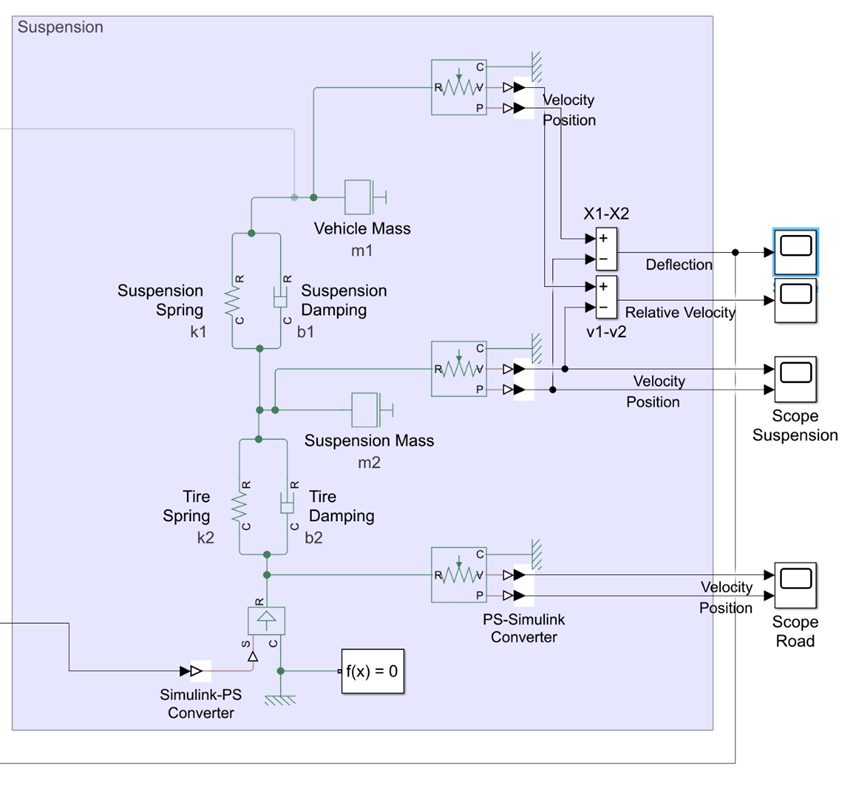 Suspension
C
R
V
P
Velocity
Position
Vehicle Mass
m1
X1-X2
+
−
Deflection
R
R
Suspension
Spring
k1
C
C
Suspension
Damping
b1
+
−
Relative Velocity
v1-v2
C
R
V
P
Velocity
Position
Scope
Suspension
Suspension Mass
m2
R
R
Tire
Spring
k2
C
C
Tire
Damping
b2
C
R
V
P
Velocity
Position
PS-Simulink
Converter
Scope
Road
R
S
C
f(x) = 0
Simulink-PS
Converter